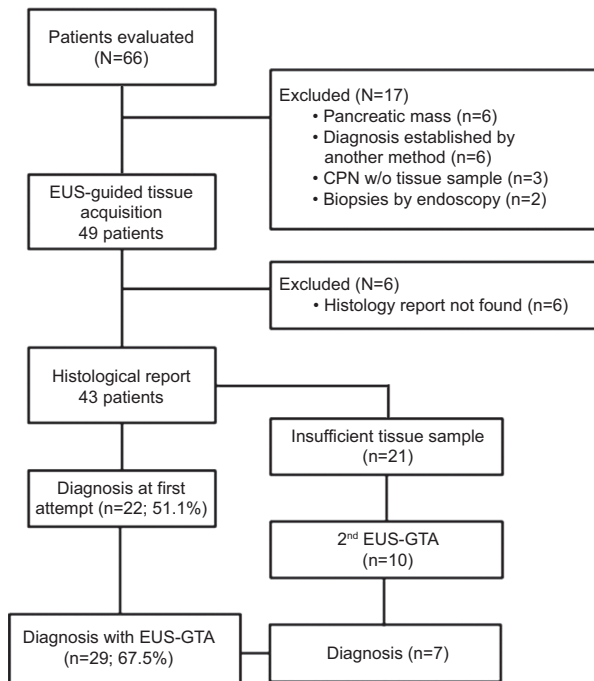 Patients evaluated
(N=66)
Excluded (N=17)
• Pancreatic mass (n=6)
• Diagnosis established by
another method (n=6)
• CPN w/o tissue sample (n=3)
• Biopsies by endoscopy (n=2)
EUS-guided tissue
acquisition
49 patients
Excluded (N=6)
• Histology report not found (n=6)
Histological report
43 patients
Insufficient tissue sample
(n=21)
Diagnosis at first
attempt (n=22; 51.1%)
2nd EUS-GTA
(n=10)
Diagnosis with EUS-GTA
(n=29; 67.5%)
Diagnosis (n=7)